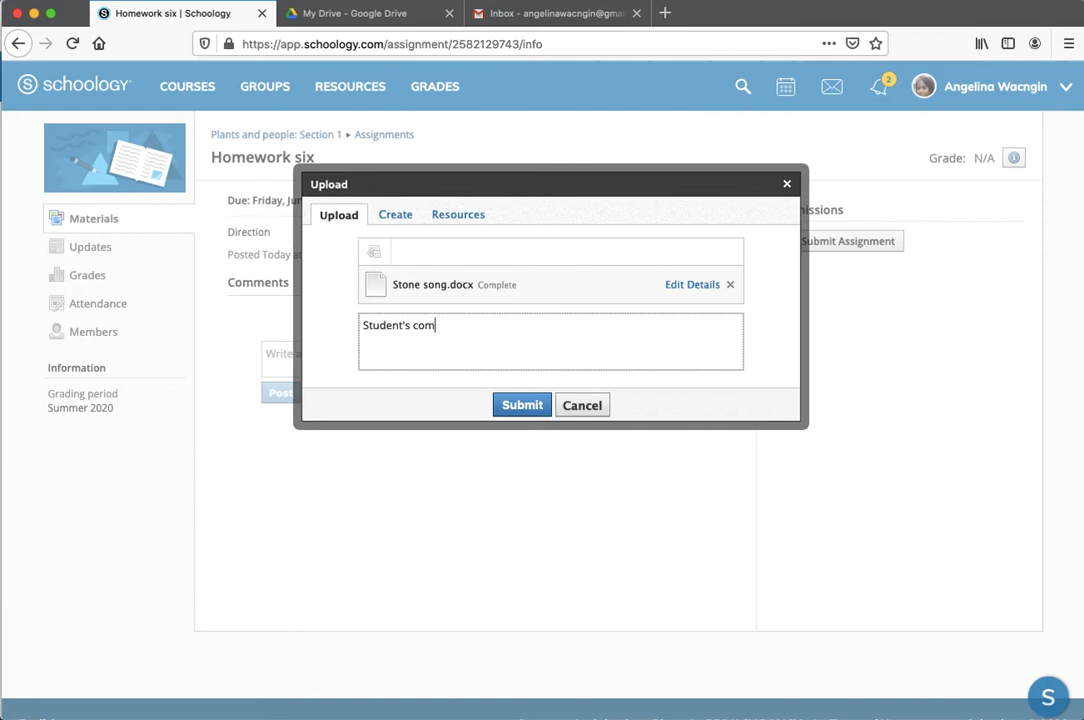 Homework six | Schoology
My Drive - Google Drive
Inbox - angelinawacngin@gma
https://app.schoology.com/assignment/2582129743/info
S schoology
COURSES
GROUPS
RESOURCES
GRADES
2
Angelina Wacngin
Plants and people: Section 1 ▸ Assignments
Homework six
Grade: N/A
Materials
Updates
Grades
Attendance
Members
Information
Grading period
Summer 2020
Due: Friday, Jun
Direction
Posted Today at
Comments
Write a
Post
Upload
Upload
Create
Resources
Stone song.docx Complete
Edit Details
Student's com
Submit
Cancel
missions
Submit Assignment
S